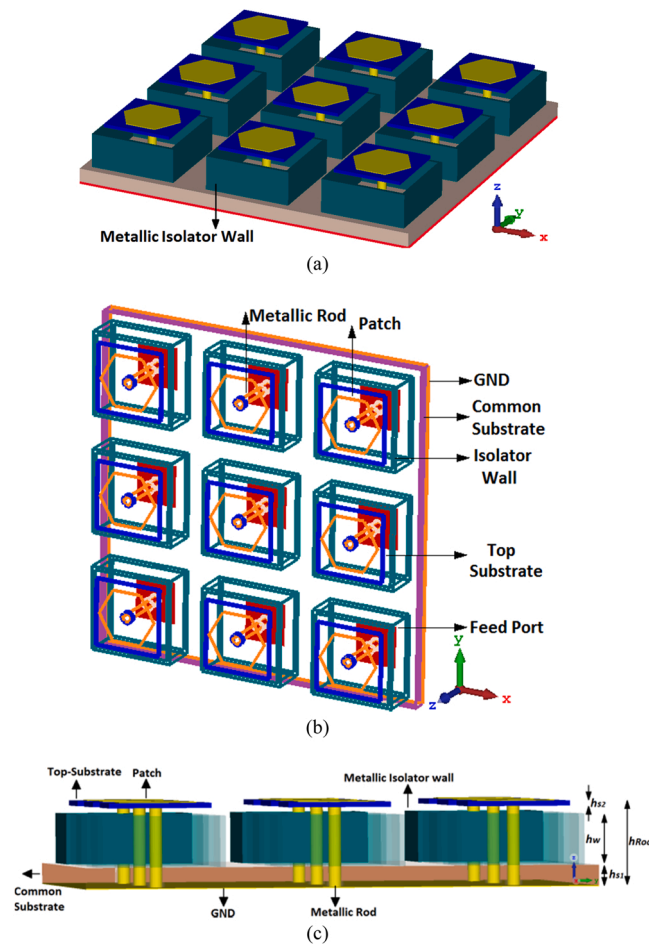 Metallic Isolator Wall
z
y
x
(a)
Metallic Rod
Patch
GND
Common
Substrate
Isolator
Wall
Top
Substrate
Feed Port
y
x
z
(b)
Top-Substrate
Patch
Metallic Isolator wall
hS2
hW
hRod
hS1
Common
Substrate
GND
Metallic Rod
(c)